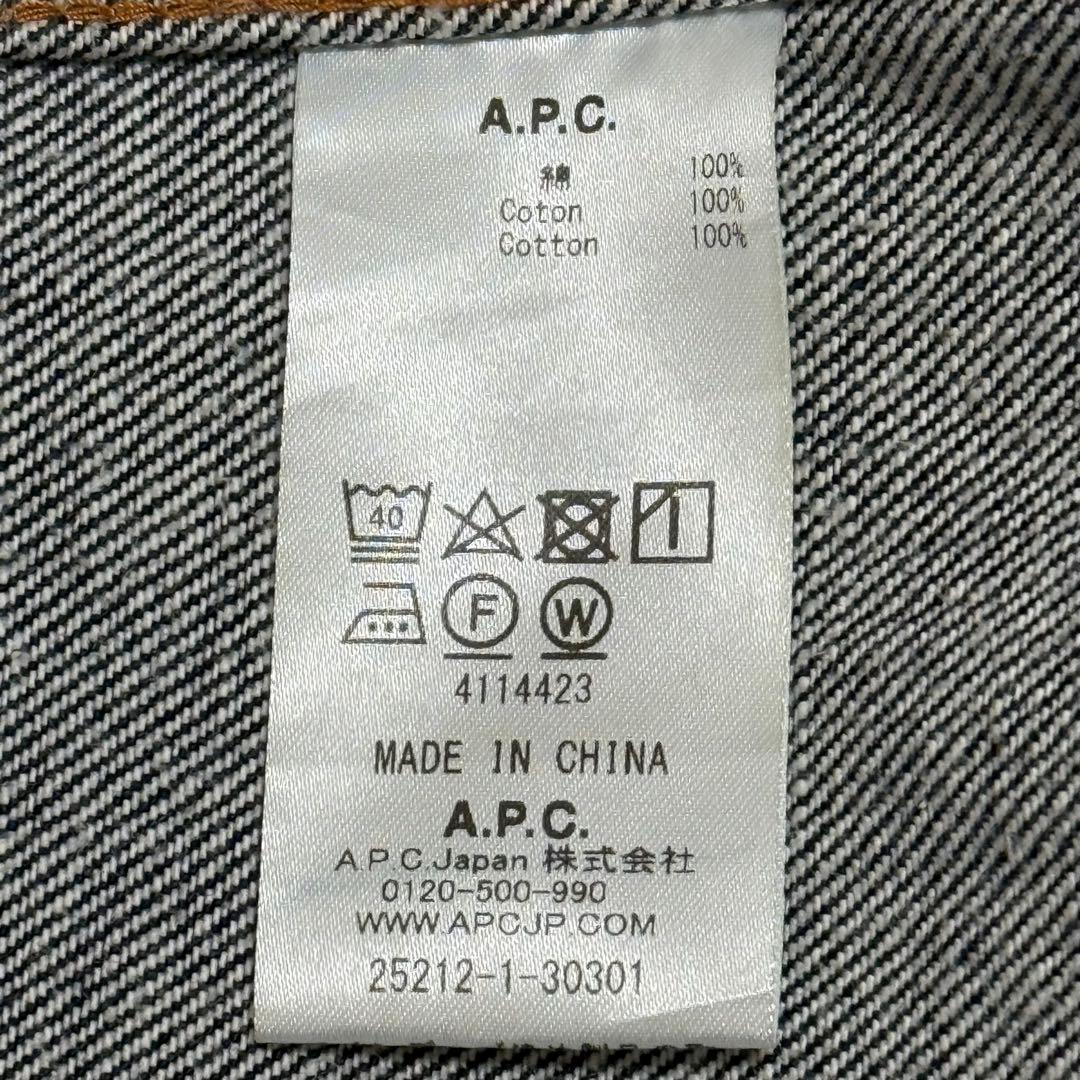 A.P.C.
綿 100%
Coton 100%
Cotton 100%
40
F W
4114423
MADE IN CHINA
A.P.C.
A.P.C.Japan 株式会社
0120-500-990
WWW.APCJP.COM
25212-1-30301